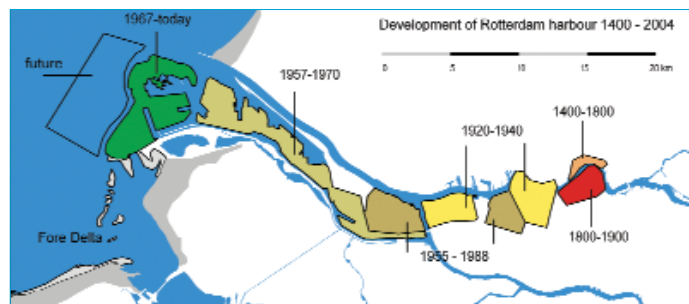 1967-today
Development of Rotterdam harbour 1400 - 2004
0 5 10 15 20 km
future
1957-1970
1400-1800
1920-1940
Fore Delta
1955 - 1988
1800-1900